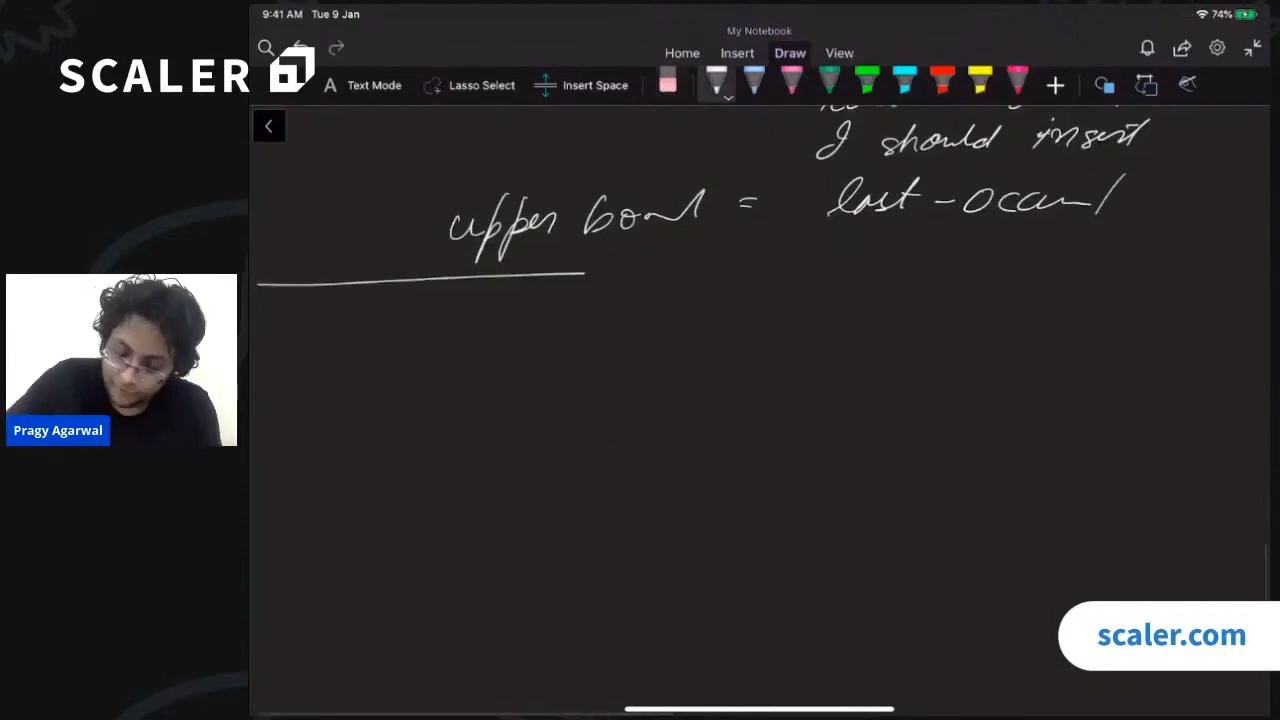 9:41 AM Tue 9 Jan
74%
My Notebook
SCALER
Home Insert Draw View
A Text Mode Lasso Select Insert Space
I should insert
upper bound = last-occur
Pragy Agarwal
scaler.com